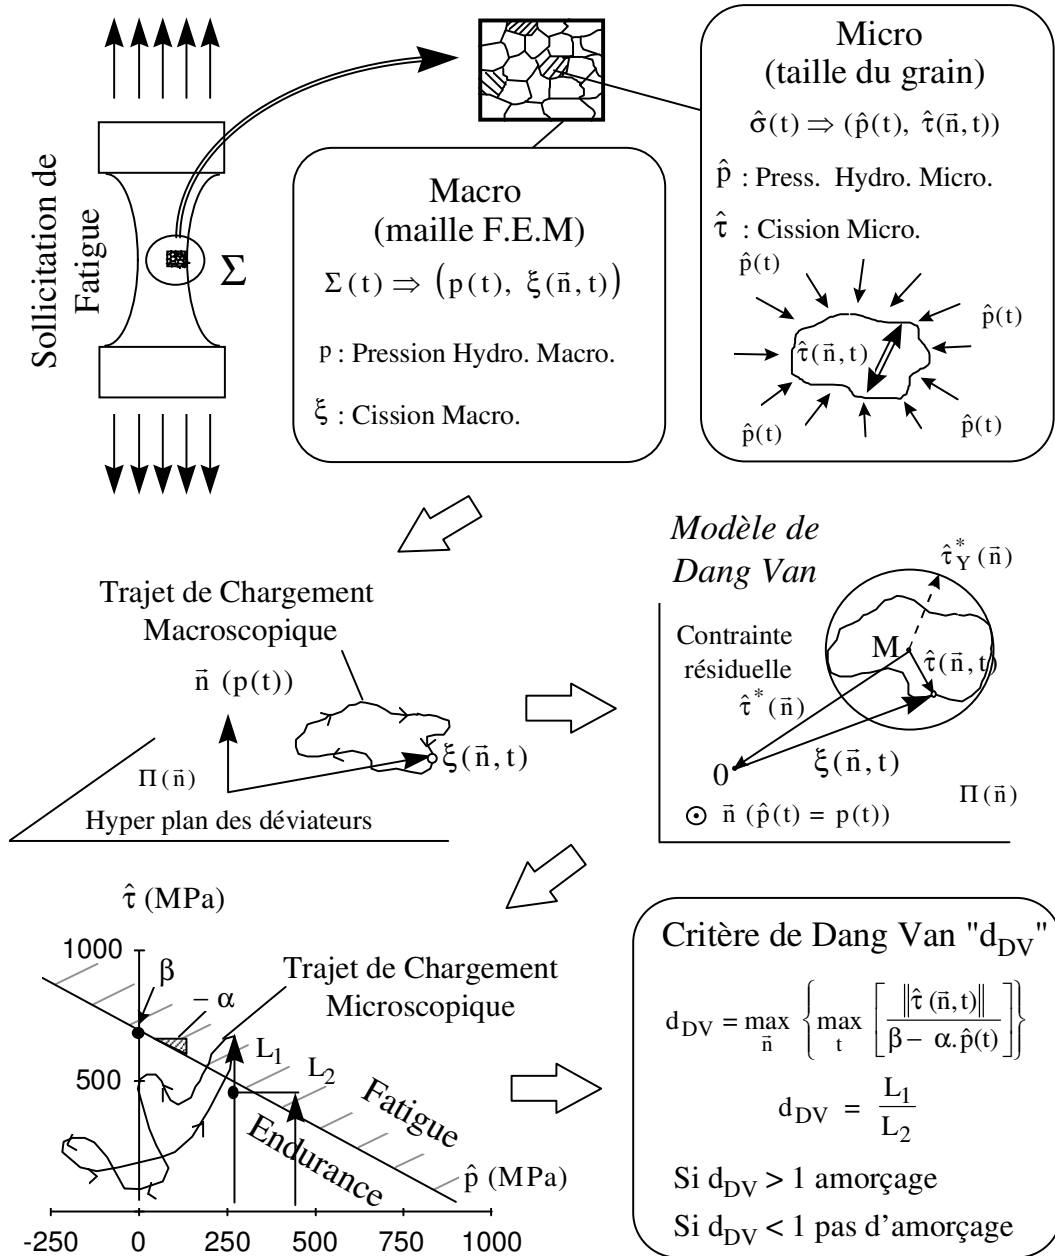 Sollicitation de
Fatigue
Σ
Macro
(maille F.E.M)
Σ(t) ⇒ (p(t), ξ(n⃗, t))
p : Pression Hydro. Macro.
ξ : Cission Macro.
Micro
(taille du grain)
σ̂(t) ⇒ (p̂(t), τ̂(n⃗, t))
p̂ : Press. Hydro. Micro.
τ̂ : Cission Micro.
p̂(t)
p̂(t)
τ̂(n⃗, t)
p̂(t)
p̂(t)
Trajet de Chargement
Macroscopique
n⃗ (p(t))
ξ(n⃗, t)
Π(n⃗)
Hyper plan des déviateurs
Modèle de
Dang Van
τ̂*Y(n⃗)
Contrainte
résiduelle
τ̂*(n⃗)
M
τ̂(n⃗, t)
0
ξ(n⃗, t)
Π(n⃗)
⊙ n⃗ (p̂(t) = p(t))
τ̂ (MPa)
1000
β
− α
Trajet de Chargement
Microscopique
500
L1
L2
Fatigue
Endurance
p̂ (MPa)
-250 0 250 500 750 1000
Critère de Dang Van "dDV"
dDV = max n⃗ { max t [ ||τ̂(n⃗, t)|| / β − α.p̂(t) ] }
dDV = L1 / L2
Si dDV > 1 amorçage
Si dDV < 1 pas d'amorçage